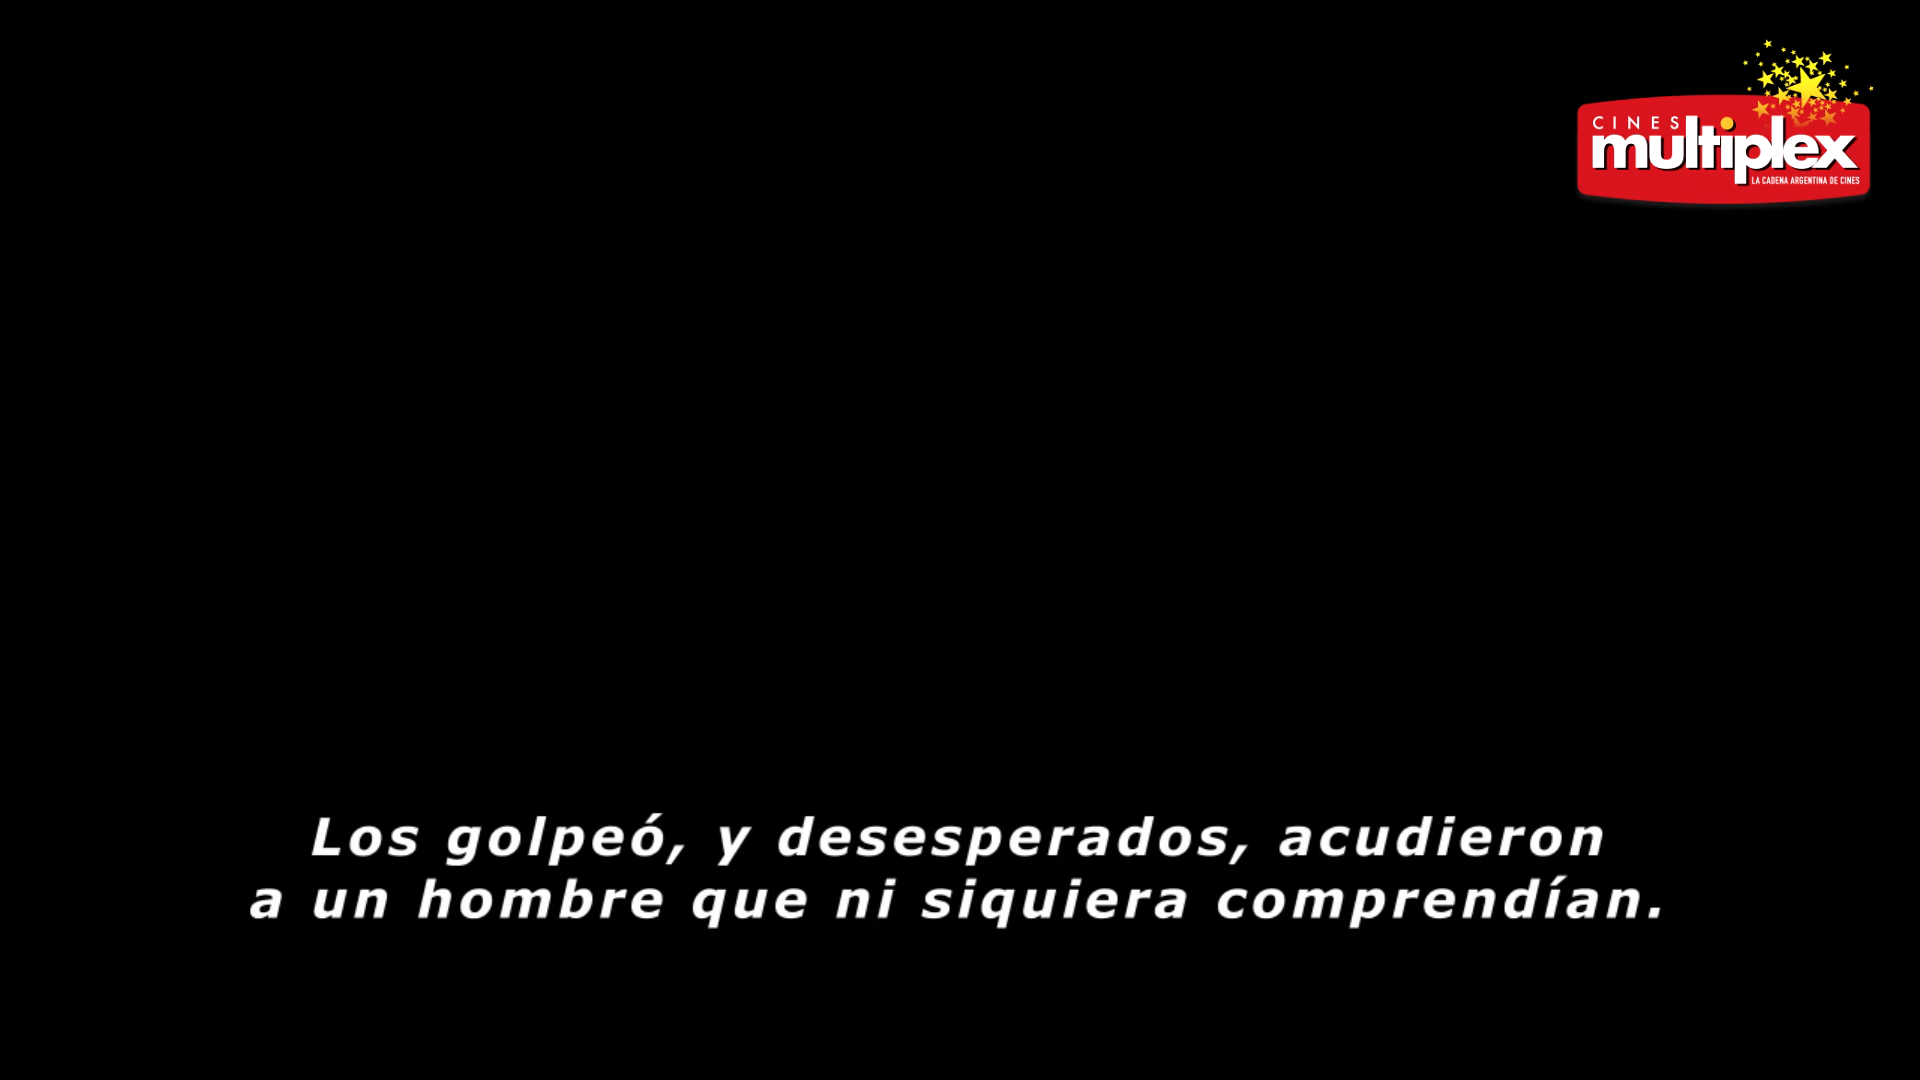 CINES
multiplex
LA CADENA ARGENTINA DE CINES
Los golpeó, y desesperados, acudieron
a un hombre que ni siquiera comprendían.